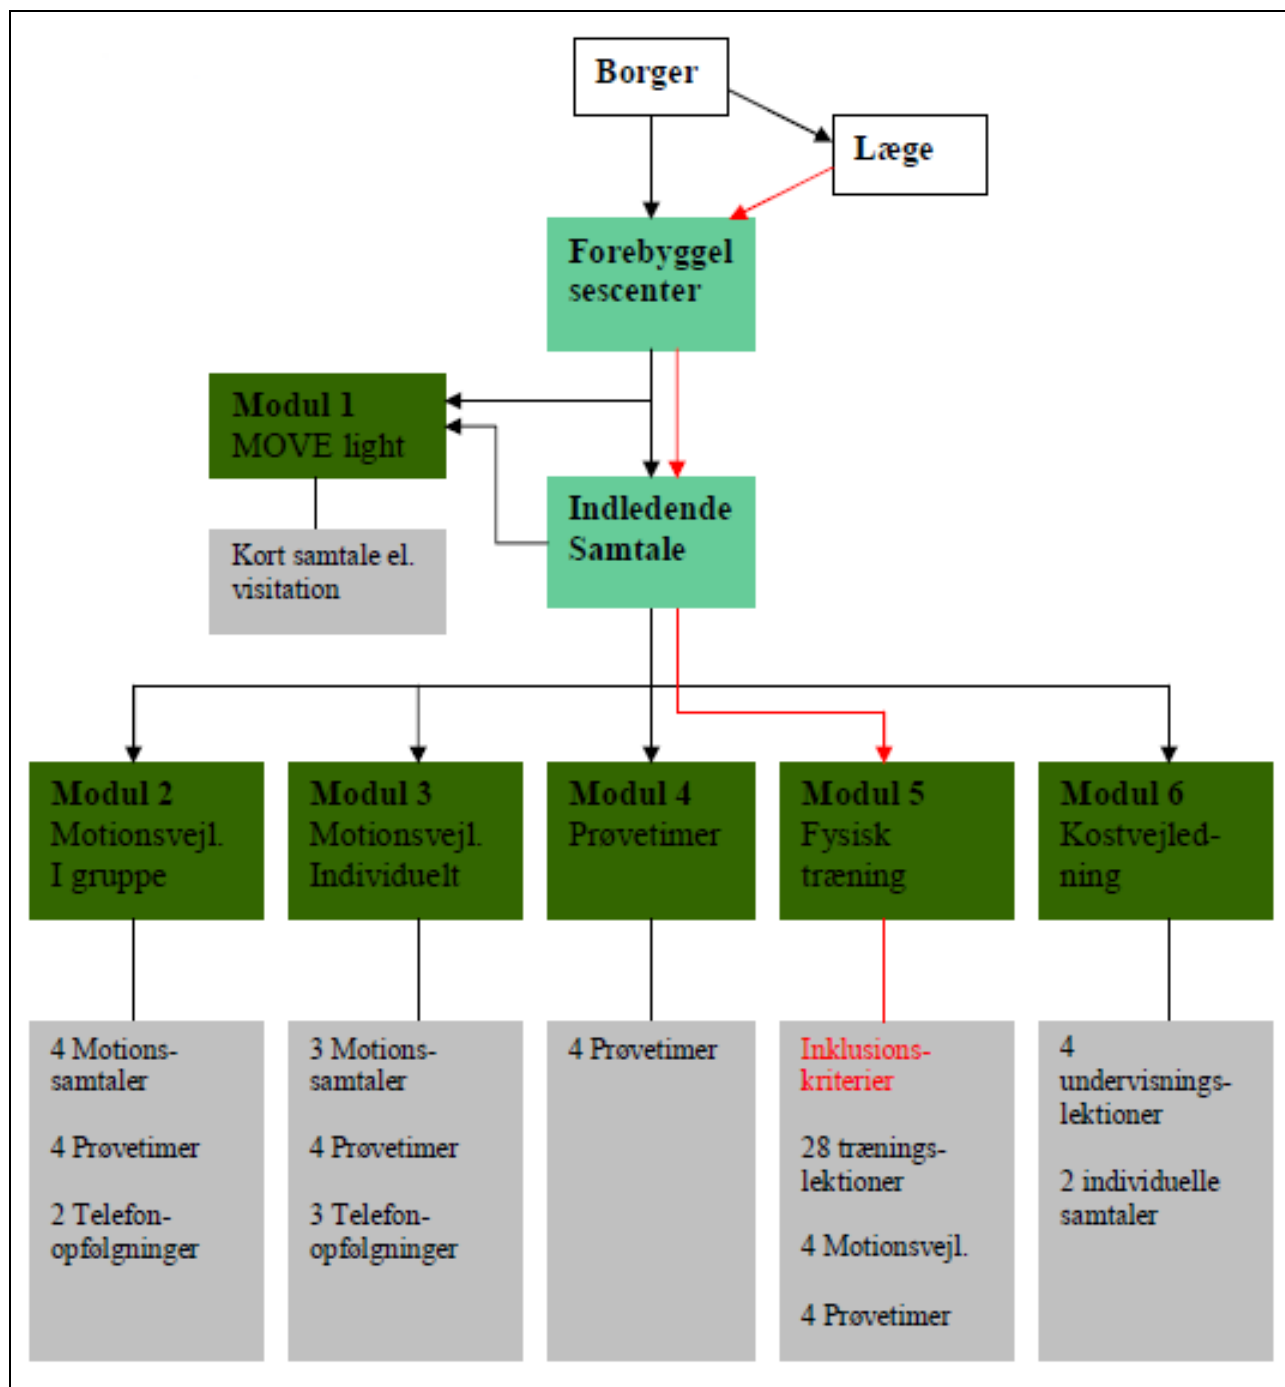 Borger
Læge
Forebyggel
sescenter
Modul 1
MOVE light
Kort samtale el.
visitation
Indledende
Samtale
Modul 2
Motionsvejl.
I gruppe
Modul 3
Motionsvejl.
Individuelt
Modul 4
Prøvetimer
Modul 5
Fysisk
træning
Modul 6
Kostvejled-
ning
4 Motions-
samtaler
4 Prøvetimer
2 Telefon-
opfølgninger
3 Motions-
samtaler
4 Prøvetimer
3 Telefon-
opfølgninger
4 Prøvetimer
Inklusions-
kriterier
28 trænings-
lektioner
4 Motionsvejl.
4 Prøvetimer
4
undervisnings-
lektioner
2 individuelle
samtaler